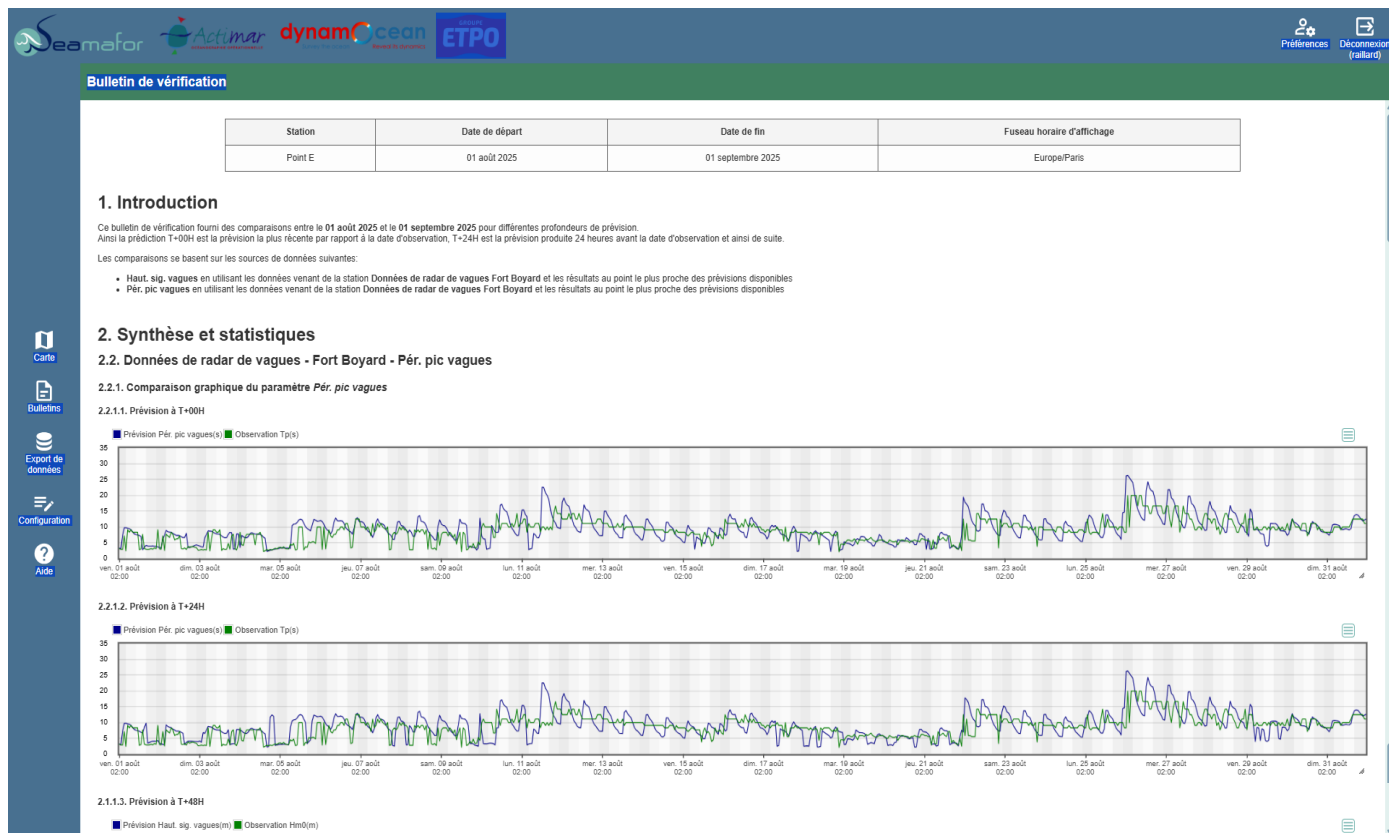 Seamafor
Actimar
dynamOcean
GROUPE
ETPO
Préférences
Déconnexion
(raillard)
Bulletin de vérification
Station Date de départ Date de fin Fuseau horaire d'affichage
Point E 01 août 2025 01 septembre 2025 Europe/Paris
1. Introduction
Ce bulletin de vérification fourni des comparaisons entre le 01 août 2025 et le 01 septembre 2025 pour différentes profondeurs de prévision.
Ainsi la prédiction T+00H est la prévision la plus récente par rapport à la date d'observation, T+24H est la prévision produite 24 heures avant la date d'observation et ainsi de suite.
Les comparaisons se basent sur les sources de données suivantes:
• Haut. sig. vagues en utilisant les données venant de la station Données de radar de vagues Fort Boyard et les résultats au point le plus proche des prévisions disponibles
• Pér. pic vagues en utilisant les données venant de la station Données de radar de vagues Fort Boyard et les résultats au point le plus proche des prévisions disponibles
Carte
Bulletins
Export de
données
Configuration
Aide
2. Synthèse et statistiques
2.2. Données de radar de vagues - Fort Boyard - Pér. pic vagues
2.2.1. Comparaison graphique du paramètre Pér. pic vagues
2.2.1.1. Prévision à T+00H
Prévision Pér. pic vagues(s) Observation Tp(s)
35
30
25
20
15
10
5
0
ven. 01 août dim. 03 août mar. 05 août jeu. 07 août sam. 09 août lun. 11 août mer. 13 août ven. 15 août dim. 17 août mar. 19 août jeu. 21 août sam. 23 août lun. 25 août mer. 27 août ven. 29 août dim. 31 août
02:00 02:00 02:00 02:00 02:00 02:00 02:00 02:00 02:00 02:00 02:00 02:00 02:00 02:00 02:00 02:00
2.2.1.2. Prévision à T+24H
Prévision Pér. pic vagues(s) Observation Tp(s)
35
30
25
20
15
10
5
0
ven. 01 août dim. 03 août mar. 05 août jeu. 07 août sam. 09 août lun. 11 août mer. 13 août ven. 15 août dim. 17 août mar. 19 août jeu. 21 août sam. 23 août lun. 25 août mer. 27 août ven. 29 août dim. 31 août
02:00 02:00 02:00 02:00 02:00 02:00 02:00 02:00 02:00 02:00 02:00 02:00 02:00 02:00 02:00 02:00
2.1.1.3. Prévision à T+48H
Prévision Haut. sig. vagues(m) Observation Hm0(m)